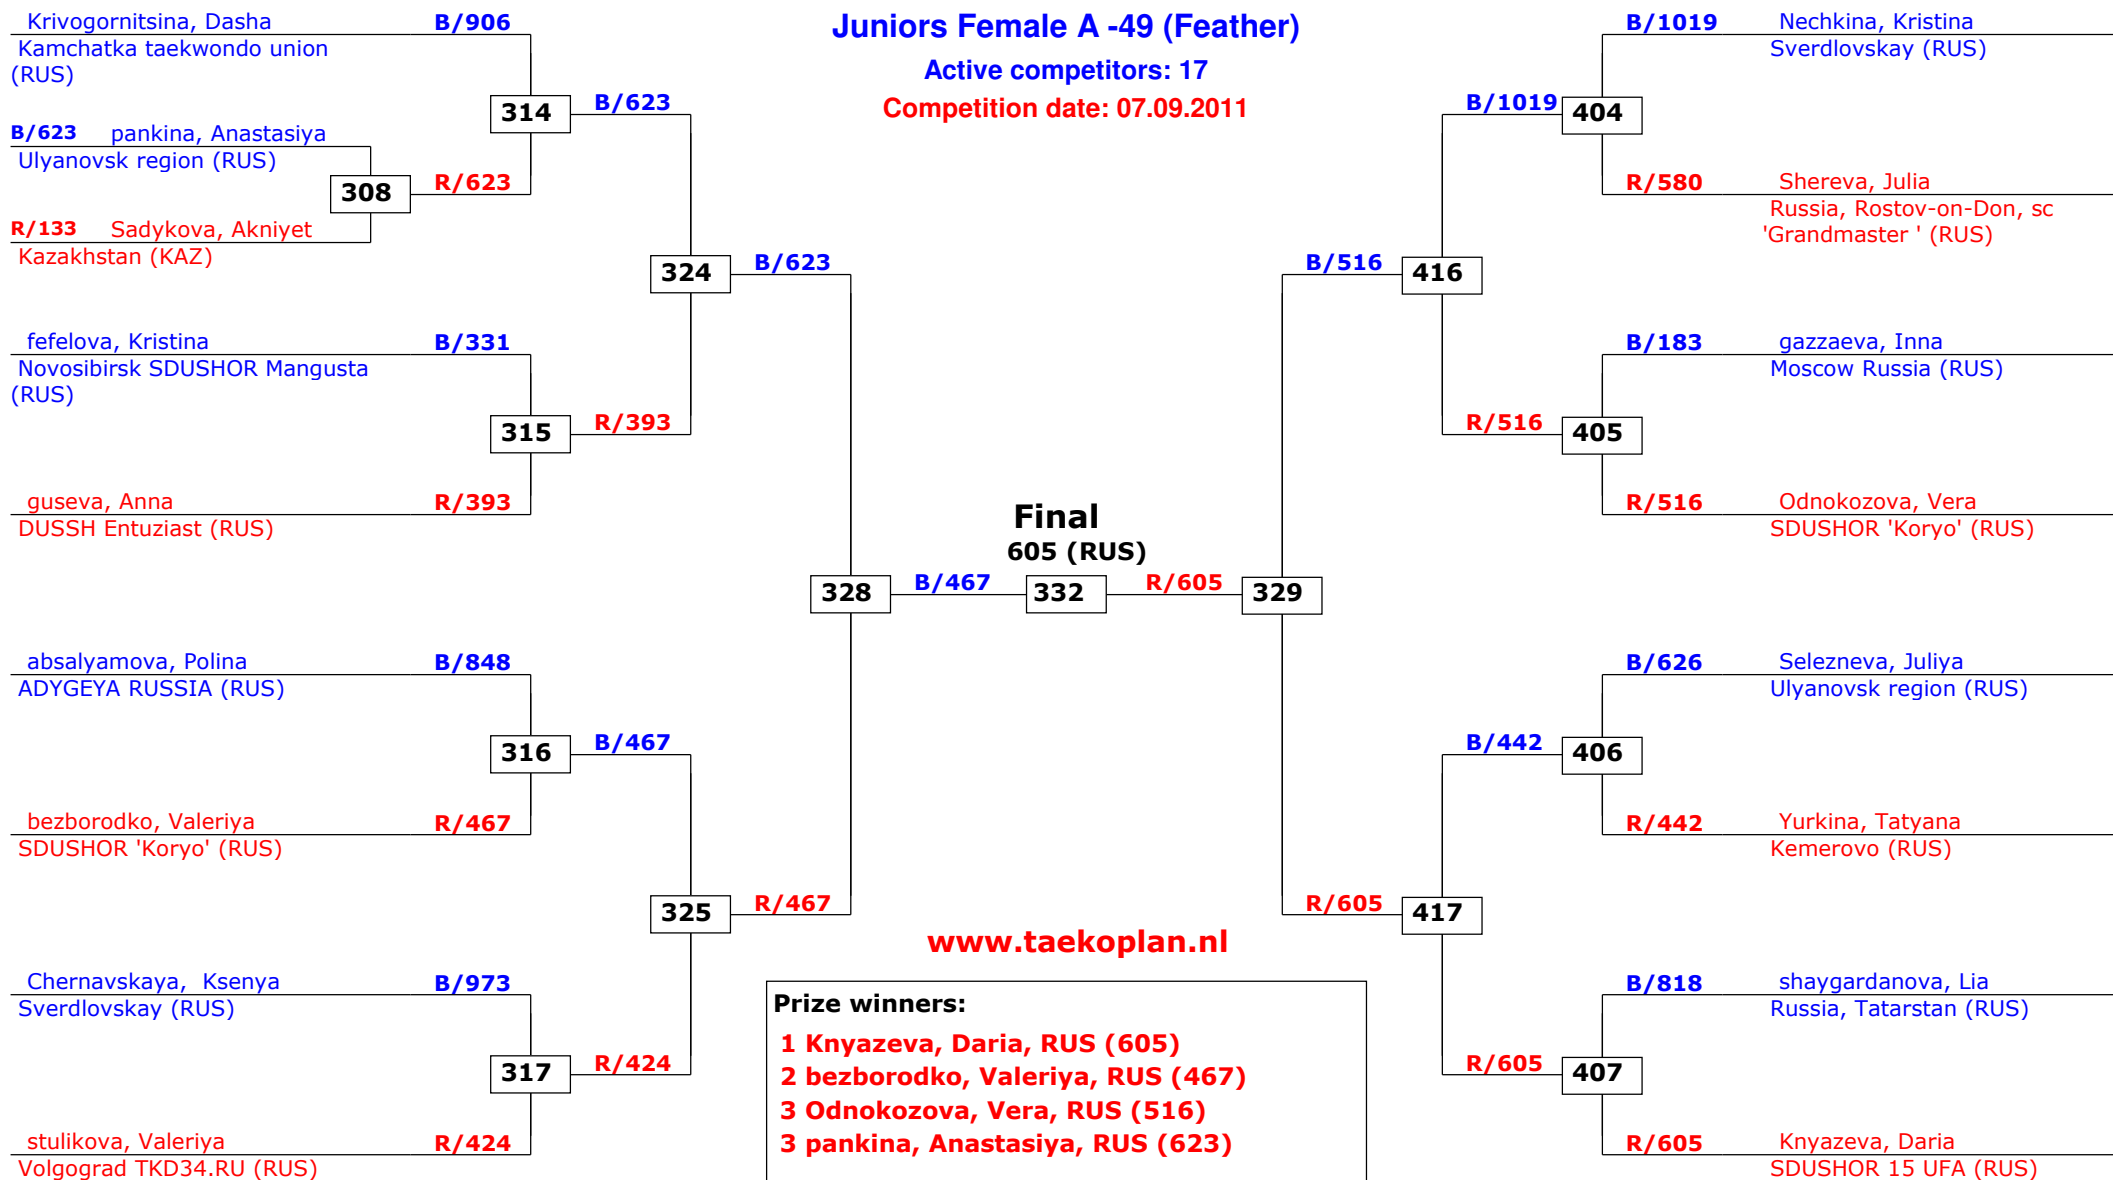 Juniors Female A -49 (Feather)
Active competitors: 17
Competition date: 07.09.2011
Krivogornitsina, Dasha B/906
Kamchatka taekwondo union
(RUS)
314
B/623
B/623 pankina, Anastasiya
Ulyanovsk region (RUS)
308
R/623
R/133 Sadykova, Akniyet
Kazakhstan (KAZ)
324
B/623
fefelova, Kristina B/331
Novosibirsk SDUSHOR Mangusta
(RUS)
315
R/393
guseva, Anna R/393
DUSSH Entuziast (RUS)
328
B/467
absalyamova, Polina B/848
ADYGEYA RUSSIA (RUS)
316
B/467
bezborodko, Valeriya R/467
SDUSHOR 'Koryo' (RUS)
325
R/467
Chernavskaya, Ksenya B/973
Sverdlovskay (RUS)
317
R/424
stulikova, Valeriya R/424
Volgograd TKD34.RU (RUS)
Final
605 (RUS)
332
R/605
329
B/1019 Nechkina, Kristina
Sverdlovskay (RUS)
B/1019
404
R/580 Shereva, Julia
Russia, Rostov-on-Don, sc
'Grandmaster ' (RUS)
B/516
416
B/183 gazzaeva, Inna
Moscow Russia (RUS)
R/516
405
R/516 Odnokozova, Vera
SDUSHOR 'Koryo' (RUS)
B/626 Selezneva, Juliya
Ulyanovsk region (RUS)
B/442
406
R/442 Yurkina, Tatyana
Kemerovo (RUS)
R/605
417
B/818 shaygardanova, Lia
Russia, Tatarstan (RUS)
R/605
407
R/605 Knyazeva, Daria
SDUSHOR 15 UFA (RUS)
www.taekoplan.nl
Prize winners:
1 Knyazeva, Daria, RUS (605)
2 bezborodko, Valeriya, RUS (467)
3 Odnokozova, Vera, RUS (516)
3 pankina, Anastasiya, RUS (623)